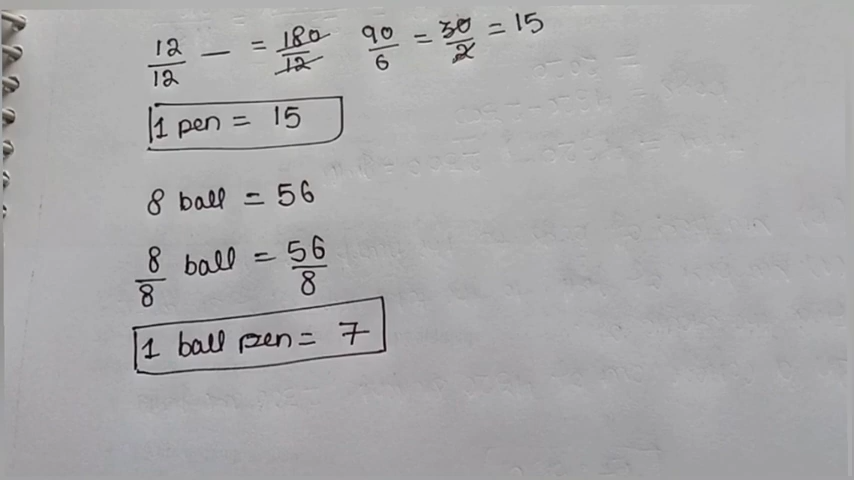 12/12 — = 180/12 90/6 = 30/2 = 15
1 pen = 15
8 ball = 56
8/8 ball = 56/8
1 ball pen = 7